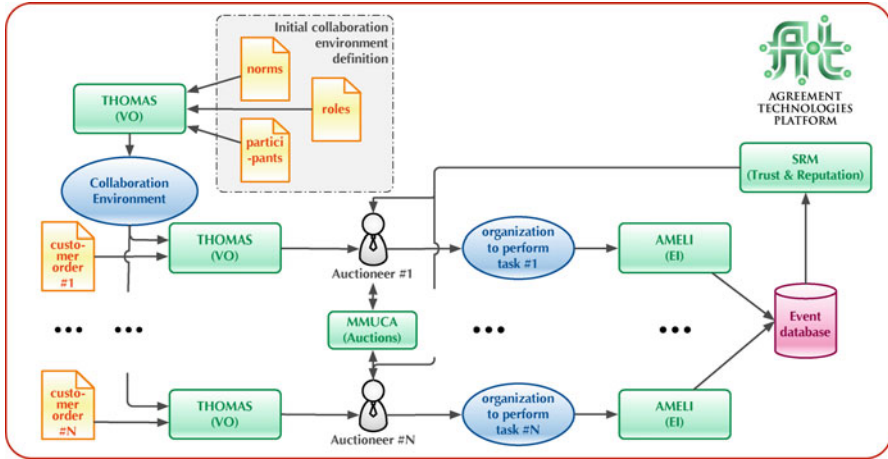 Initial collaboration
environment
definition
norms
roles
partici
-pants
THOMAS
(VO)
Collaboration
Environment
AGREEMENT
TECHNOLOGIES
PLATFORM
SRM
(Trust & Reputation)
custo-
mer
order
#1
THOMAS
(VO)
Auctioneer #1
organization
to perform
task #1
AMELI
(EI)
•••
•••
MMUCA
(Auctions)
•••
•••
Event
database
custo-
mer
order
#N
THOMAS
(VO)
Auctioneer #N
organization
to perform
task #N
AMELI
(EI)